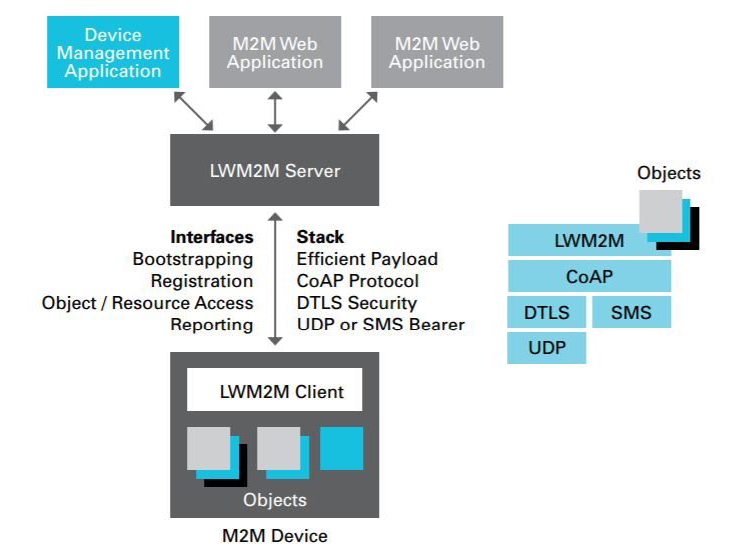 Device
Management
Application
M2M Web
Application
M2M Web
Application
LWM2M Server
Interfaces
Bootstrapping
Registration
Object / Resource Access
Reporting
Stack
Efficient Payload
CoAP Protocol
DTLS Security
UDP or SMS Bearer
LWM2M Client
Objects
M2M Device
Objects
LWM2M
CoAP
DTLS
SMS
UDP